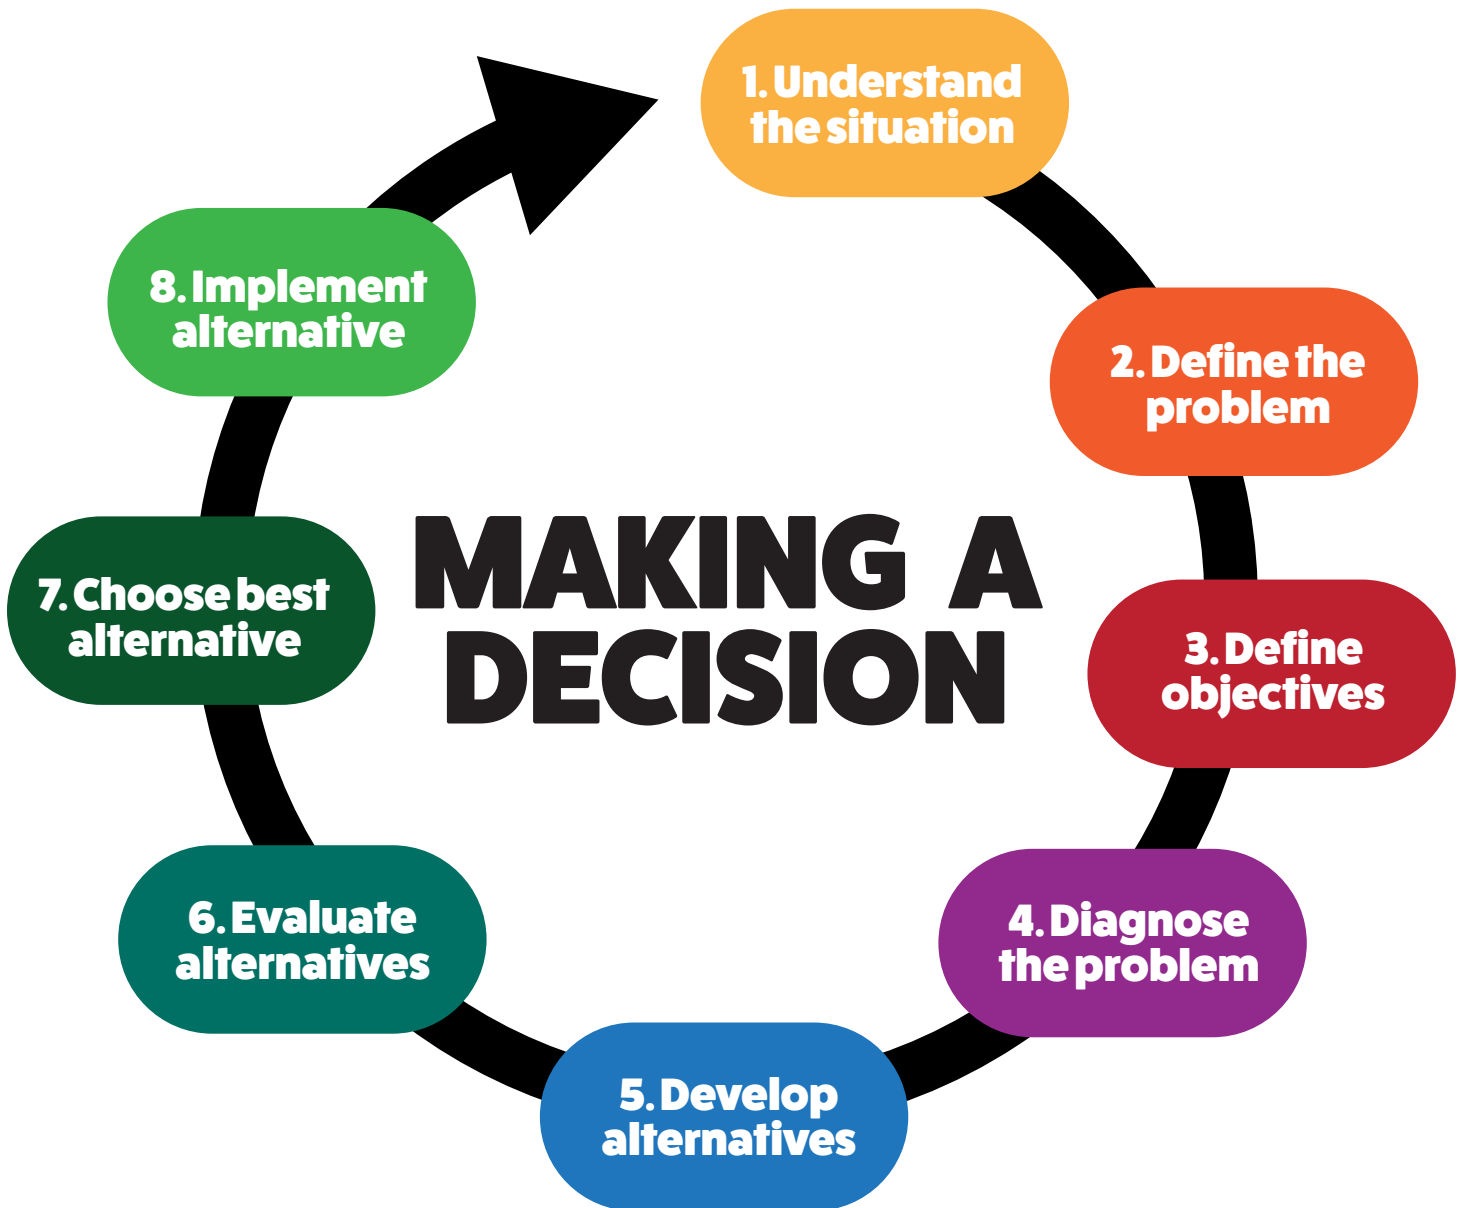 1. Understand
the situation
2. Define the
problem
3. Define
objectives
4. Diagnose
the problem
5. Develop
alternatives
6. Evaluate
alternatives
7. Choose best
alternative
8. Implement
alternative
MAKING A
DECISION